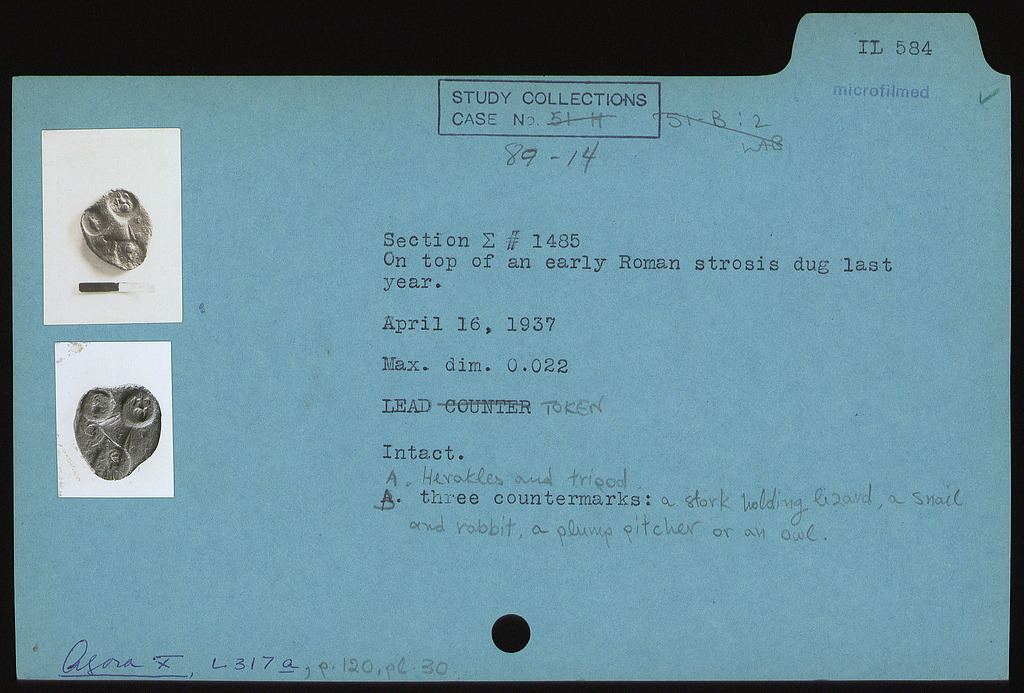 IL 584
microfilmed ✓
STUDY COLLECTIONS
CASE No. 51 H 51-B : 2
WAB
89-14
Section Σ # 1485
On top of an early Roman strosis dug last
year.
April 16, 1937
Max. dim. 0.022
LEAD COUNTER TOKEN
Intact.
A. Herakles and tripod
B. three countermarks: a stork holding lizard, a snail
and rabbit, a plump pitcher or an owl.
Agora X, L317a, p. 120, pl. 30